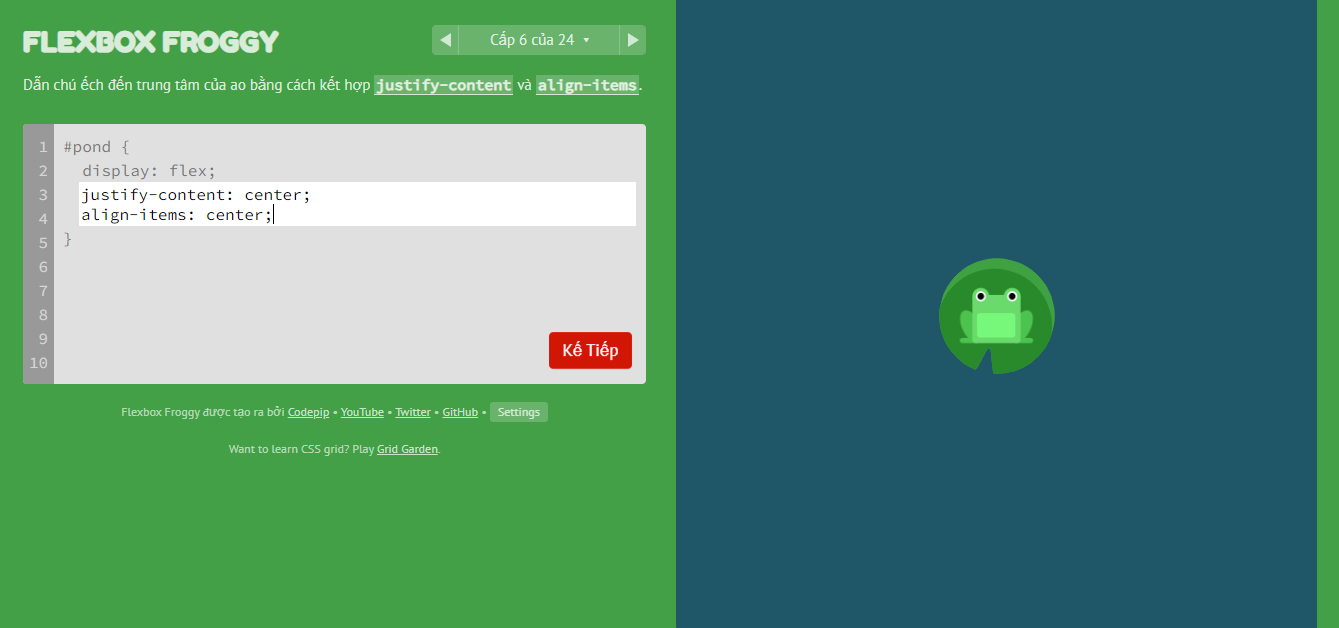 FLEXBOX FROGGY
Cấp 6 của 24
Dẫn chú ếch đến trung tâm của ao bằng cách kết hợp justify-content và align-items.
1 #pond {
2 display: flex;
3 justify-content: center;
4 align-items: center;
5 }
6
7
8
9
10
Kế Tiếp
Flexbox Froggy được tạo ra bởi Codepip • YouTube • Twitter • GitHub • Settings
Want to learn CSS grid? Play Grid Garden.